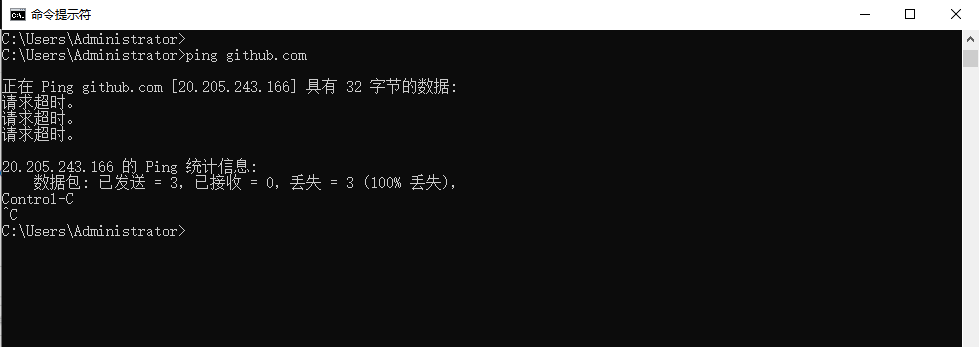 命令提示符
C:\Users\Administrator>
C:\Users\Administrator>ping github.com
正在 Ping github.com [20.205.243.166] 具有 32 字节的数据:
请求超时。
请求超时。
请求超时。
20.205.243.166 的 Ping 统计信息:
    数据包: 已发送 = 3，已接收 = 0，丢失 = 3 (100% 丢失)，
Control-C
^C
C:\Users\Administrator>